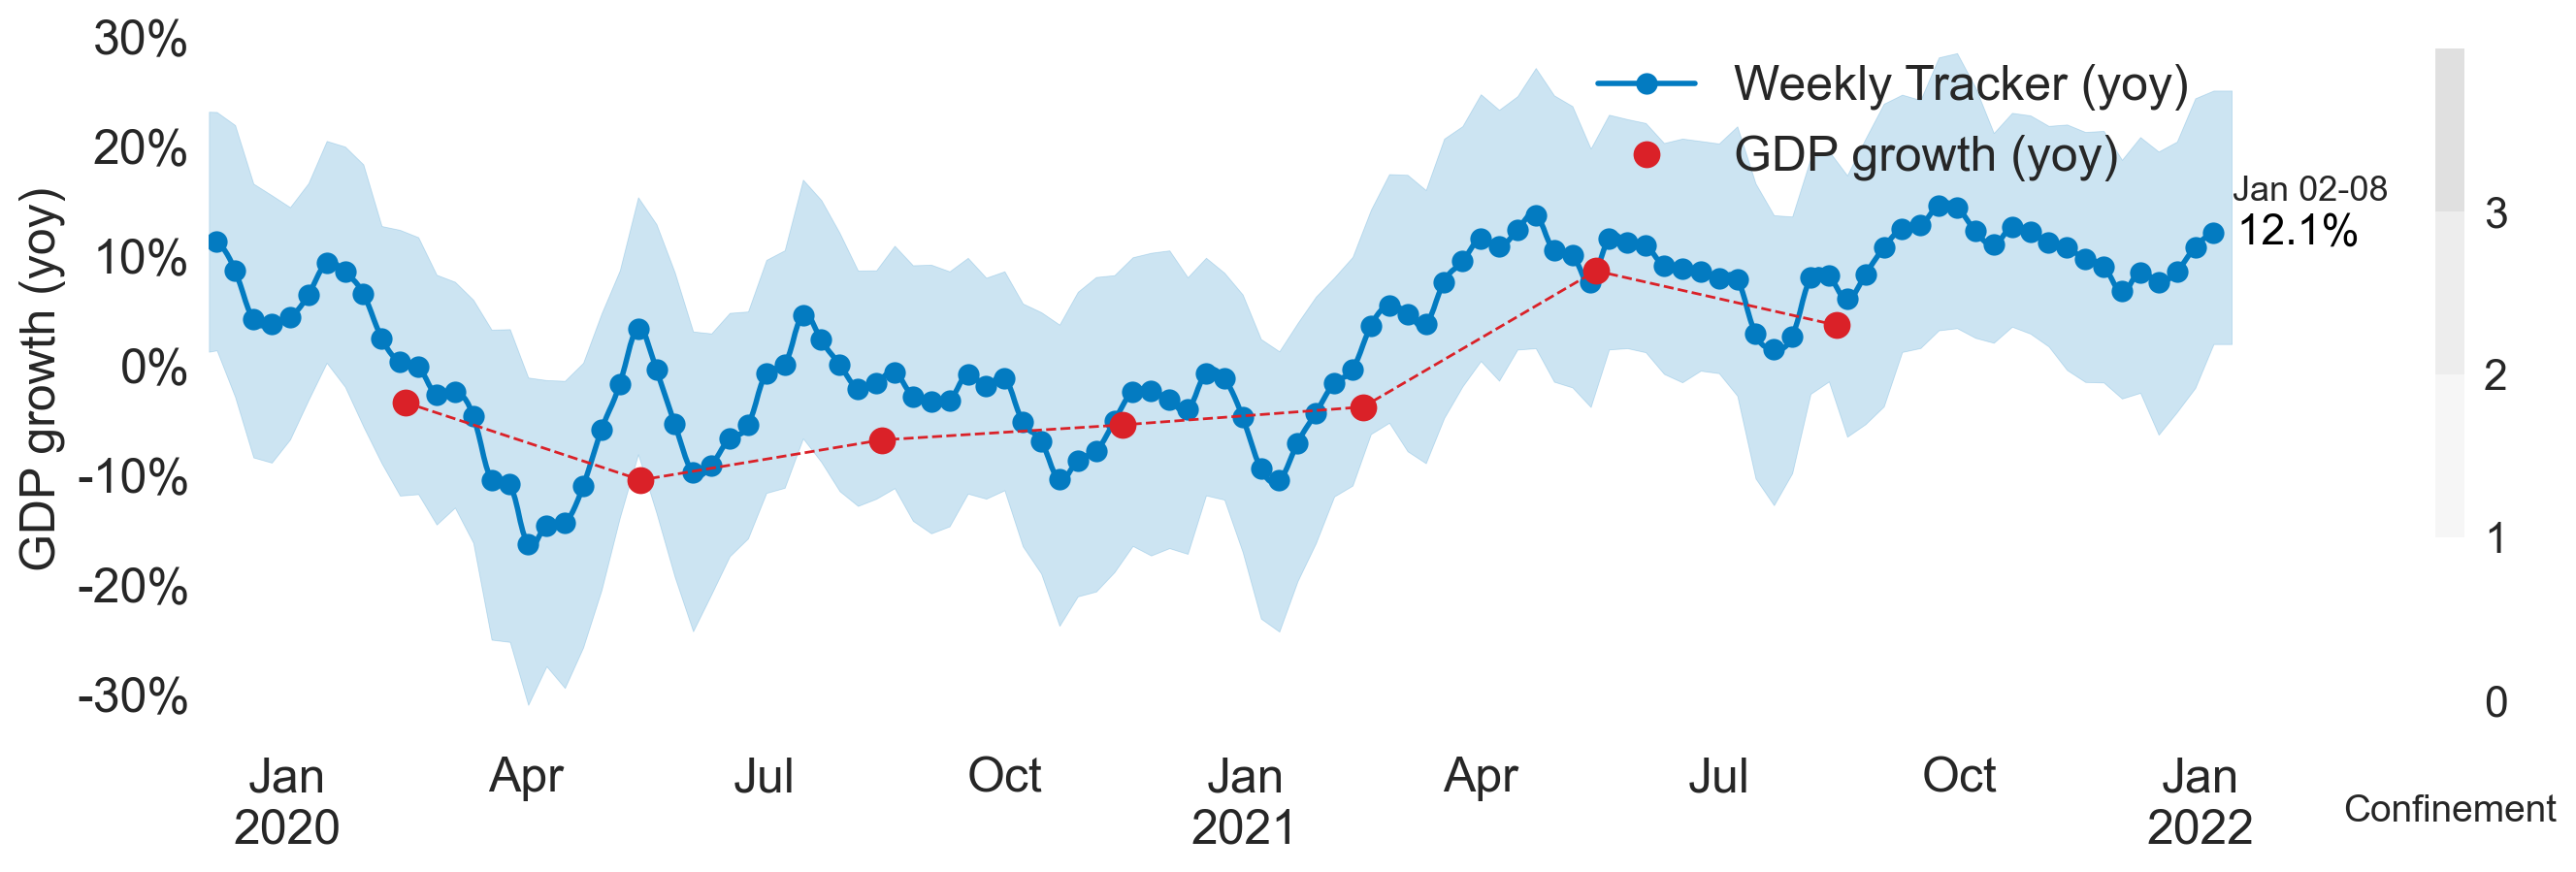 30%
20%
10%
0%
-10%
-20%
-30%
GDP growth (yoy)
Weekly Tracker (yoy)
GDP growth (yoy)
Jan 02-08
12.1%
3
2
1
0
Confinement
Jan Apr Jul Oct Jan Apr Jul Oct Jan
2020 2021 2022